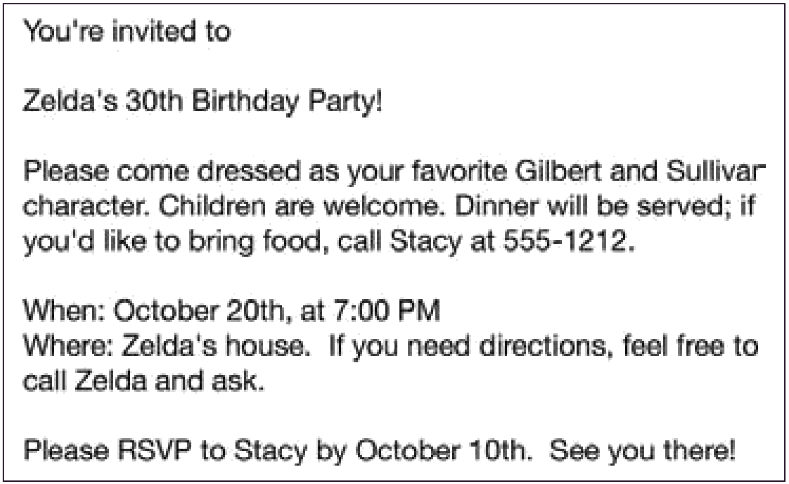 You're invited to
Zelda's 30th Birthday Party!
Please come dressed as your favorite Gilbert and Sullivan
character. Children are welcome. Dinner will be served; if
you'd like to bring food, call Stacy at 555-1212.
When: October 20th, at 7:00 PM
Where: Zelda's house.  If you need directions, feel free to
call Zelda and ask.
Please RSVP to Stacy by October 10th.  See you there!